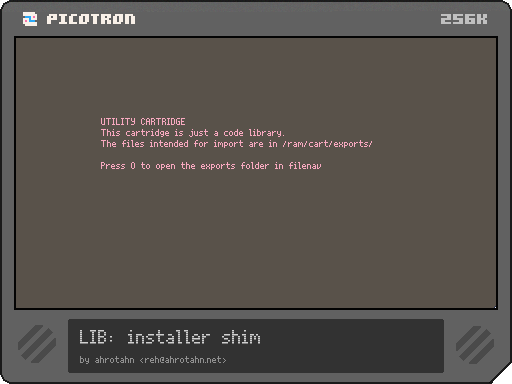 PICOTRON
256K
UTILITY CARTRIDGE
This cartridge is just a code library.
The files intended for import are in /ram/cart/exports/
Press O to open the exports folder in filenav
LIB: installer shim
by ahrotahn <reh@ahrotahn.net>